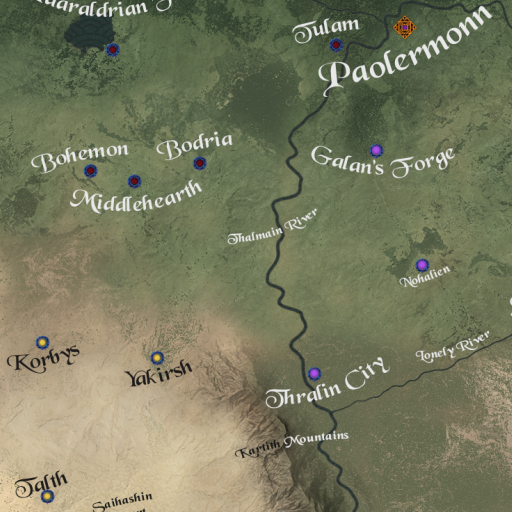 Tulam
Paolermonn
Bohemon
Bodria
Middlehearth
Galan's Forge
Thalmain River
Nohalien
Korbys
Yakirsh
Thralin City
Lonely River
Kartith Mountains
Talth
Saihashin